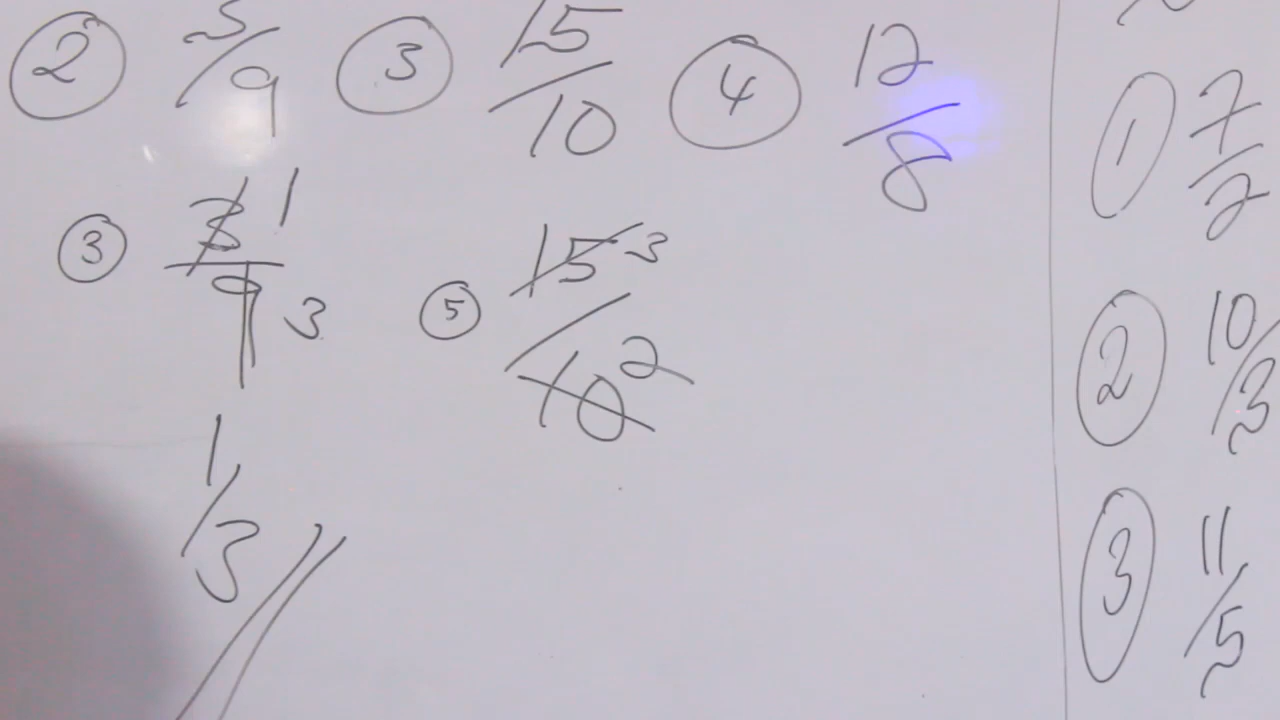 ② 3/9 ③ 15/10 ④ 12/8
③ 3/9 1 3
⑤ 15/10 3 2
1/3 //
① 7/2
② 10/3
③ 11/5